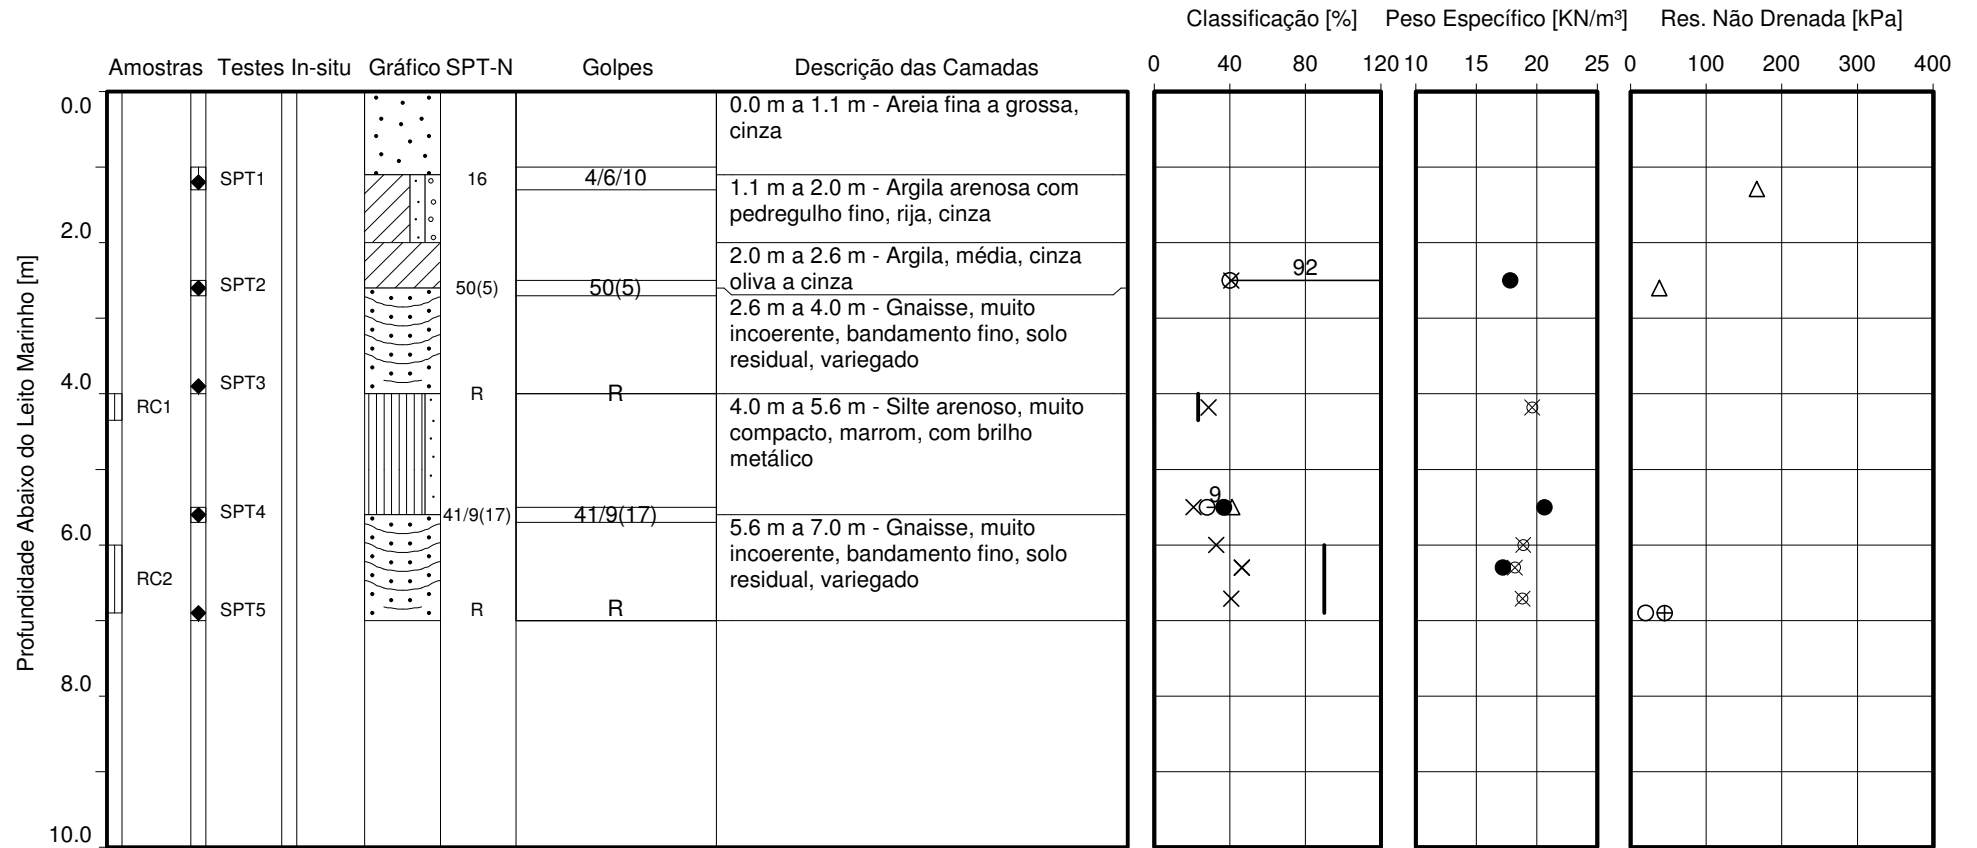 Classificação [%] Peso Específico [KN/m³] Res. Não Drenada [kPa]
Amostras Testes In-situ Gráfico SPT-N Golpes Descrição das Camadas
0 40 80 120 10 15 20 25 0 100 200 300 400
Profundidade Abaixo do Leito Marinho [m]
0.0
0.0 m a 1.1 m - Areia fina a grossa,
cinza
SPT1 16 4/6/10
1.1 m a 2.0 m - Argila arenosa com
pedregulho fino, rija, cinza
2.0
2.0 m a 2.6 m - Argila, média, cinza
oliva a cinza
92
SPT2 50(5) 50(5)
2.6 m a 4.0 m - Gnaisse, muito
incoerente, bandamento fino, solo
residual, variegado
4.0
SPT3 R R
RC1
4.0 m a 5.6 m - Silte arenoso, muito
compacto, marrom, com brilho
metálico
9
SPT4 41/9(17) 41/9(17)
5.6 m a 7.0 m - Gnaisse, muito
incoerente, bandamento fino, solo
residual, variegado
6.0
RC2
SPT5 R R
8.0
10.0